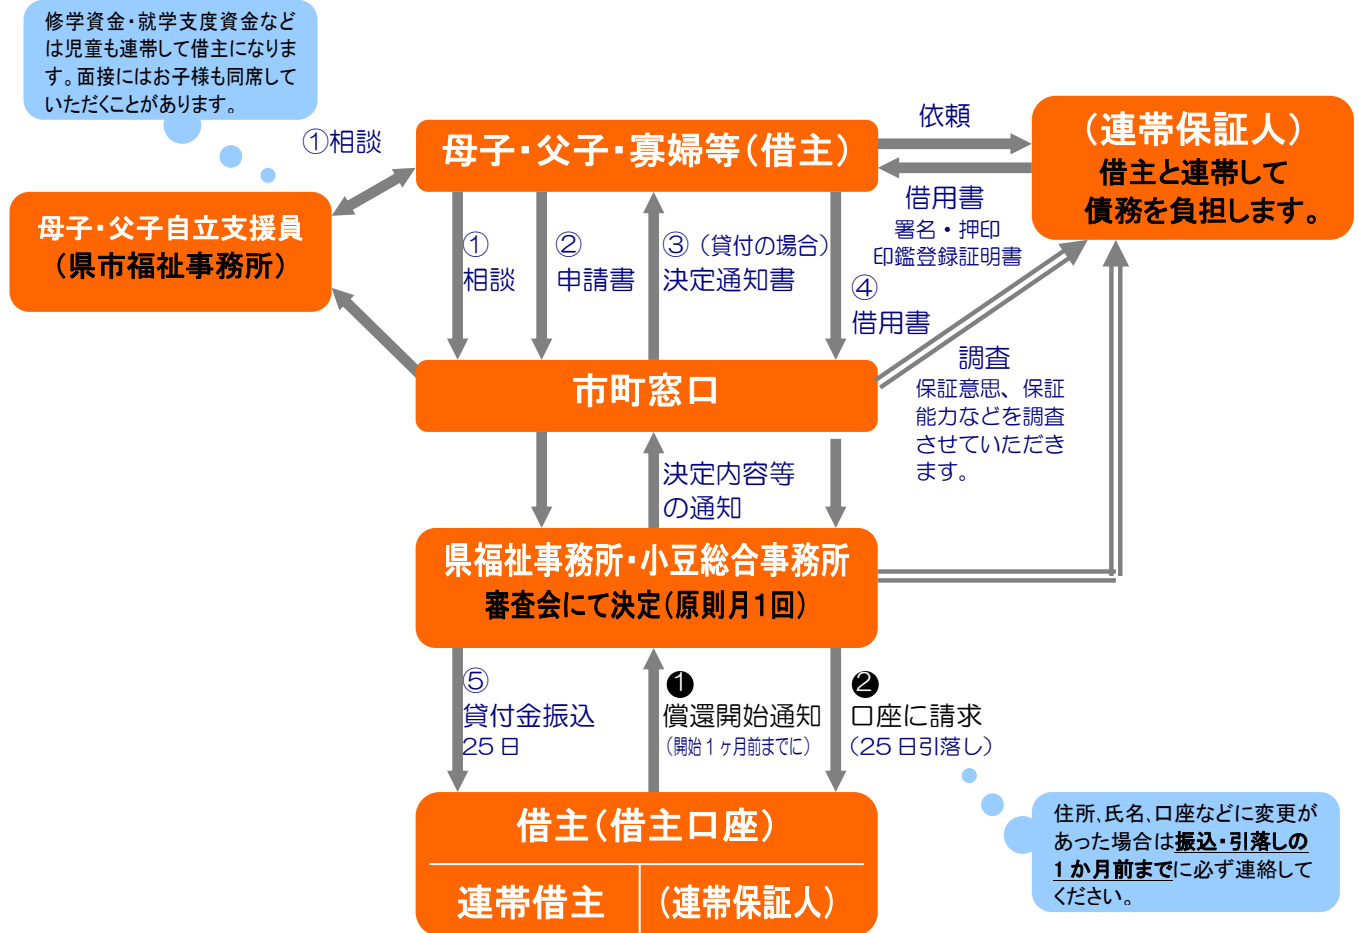 修学資金・就学支度資金など
は児童も連帯して借主になりま
す。面接にはお子様も同席して
いただくことがあります。
①相談
母子・父子・寡婦等(借主)
依頼
(連帯保証人)
借主と連帯して
債務を負担します。
借用書
署名・押印
印鑑登録証明書
母子・父子自立支援員
(県市福祉事務所)
①
相談
②
申請書
③(貸付の場合)
決定通知書
④
借用書
市町窓口
調査
保証意思、保証
能力などを調査
させていただき
ます。
決定内容等
の通知
県福祉事務所・小豆総合事務所
審査会にて決定(原則月1回)
⑤
貸付金振込
25日
❶
償還開始通知
(開始1ヶ月前までに)
❷
口座に請求
(25日引落し)
借主(借主口座)
連帯借主
(連帯保証人)
住所、氏名、口座などに変更が
あった場合は振込・引落しの
1か月前までに必ず連絡して
ください。